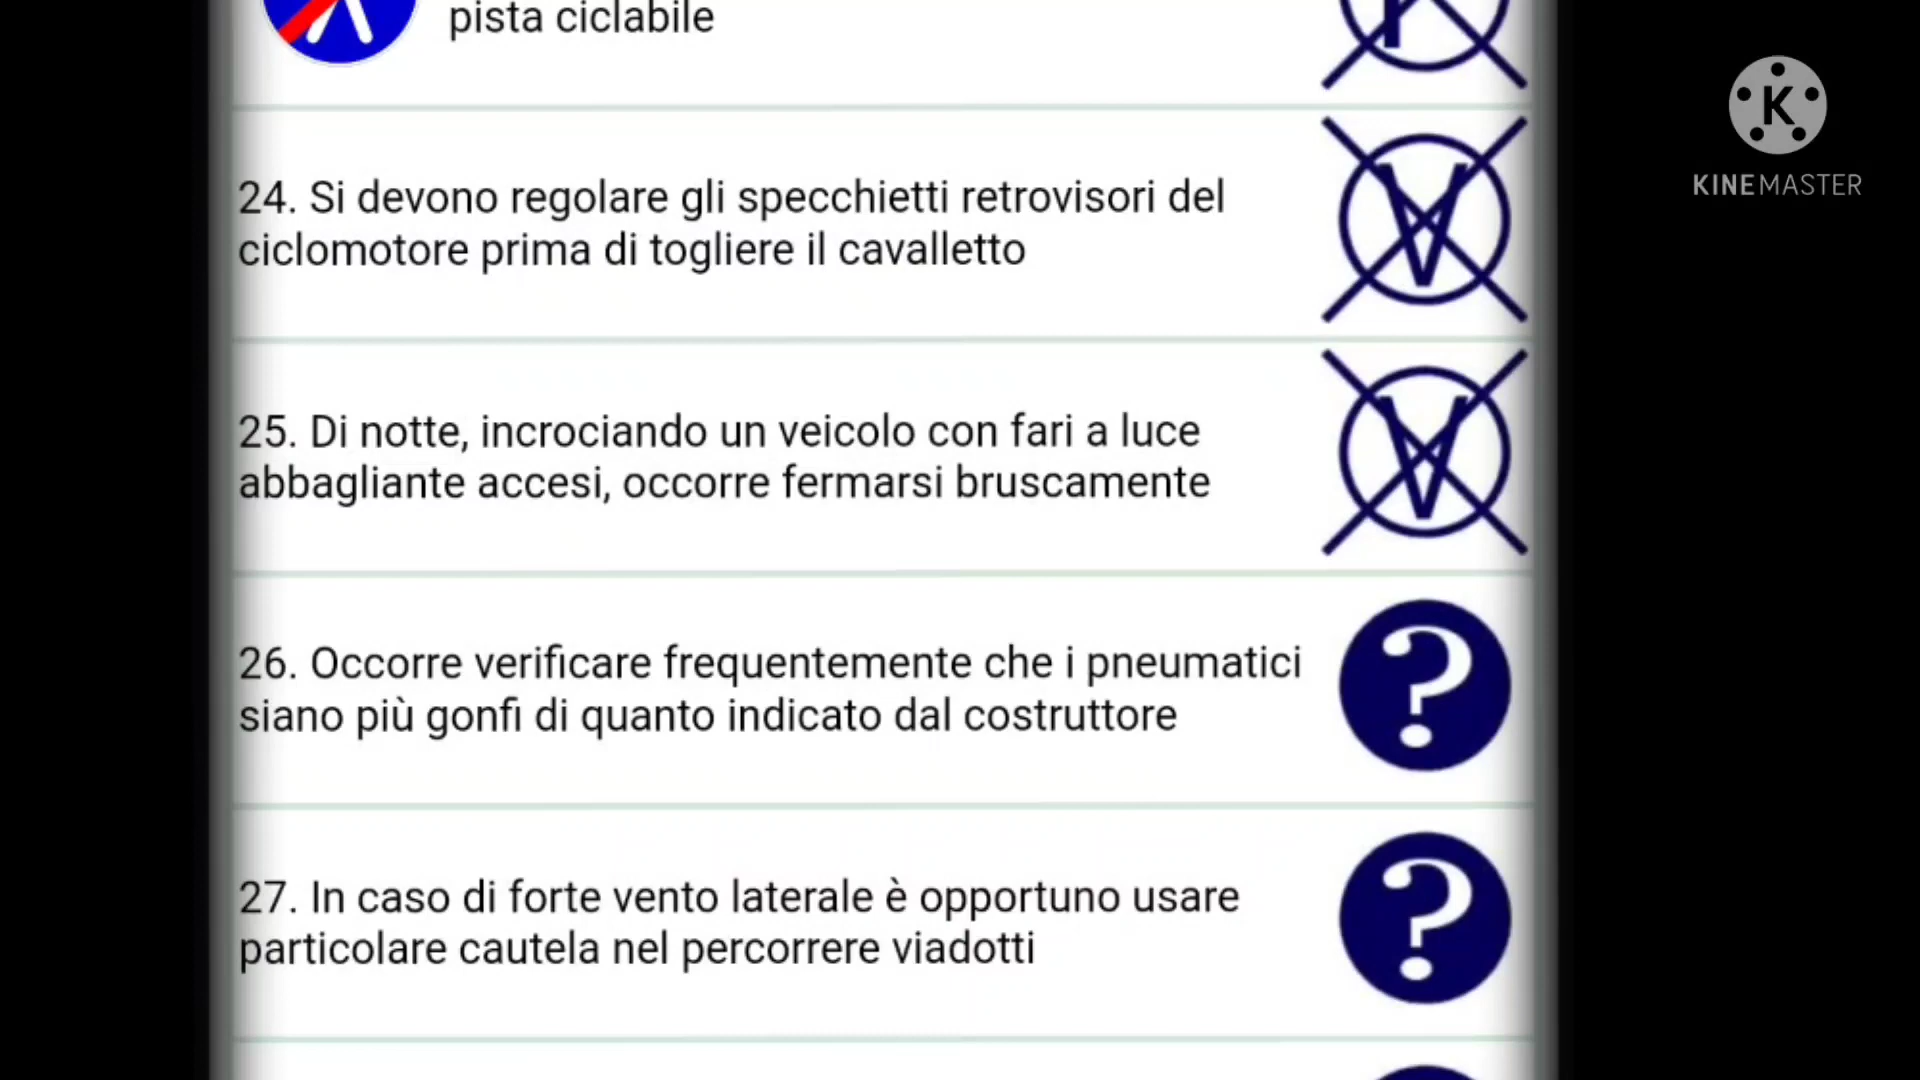 pista ciclabile
24. Si devono regolare gli specchietti retrovisori del
ciclomotore prima di togliere il cavalletto
V
25. Di notte, incrociando un veicolo con fari a luce
abbagliante accesi, occorre fermarsi bruscamente
V
26. Occorre verificare frequentemente che i pneumatici
siano più gonfi di quanto indicato dal costruttore
?
27. In caso di forte vento laterale è opportuno usare
particolare cautela nel percorrere viadotti
?
K
KINEMASTER